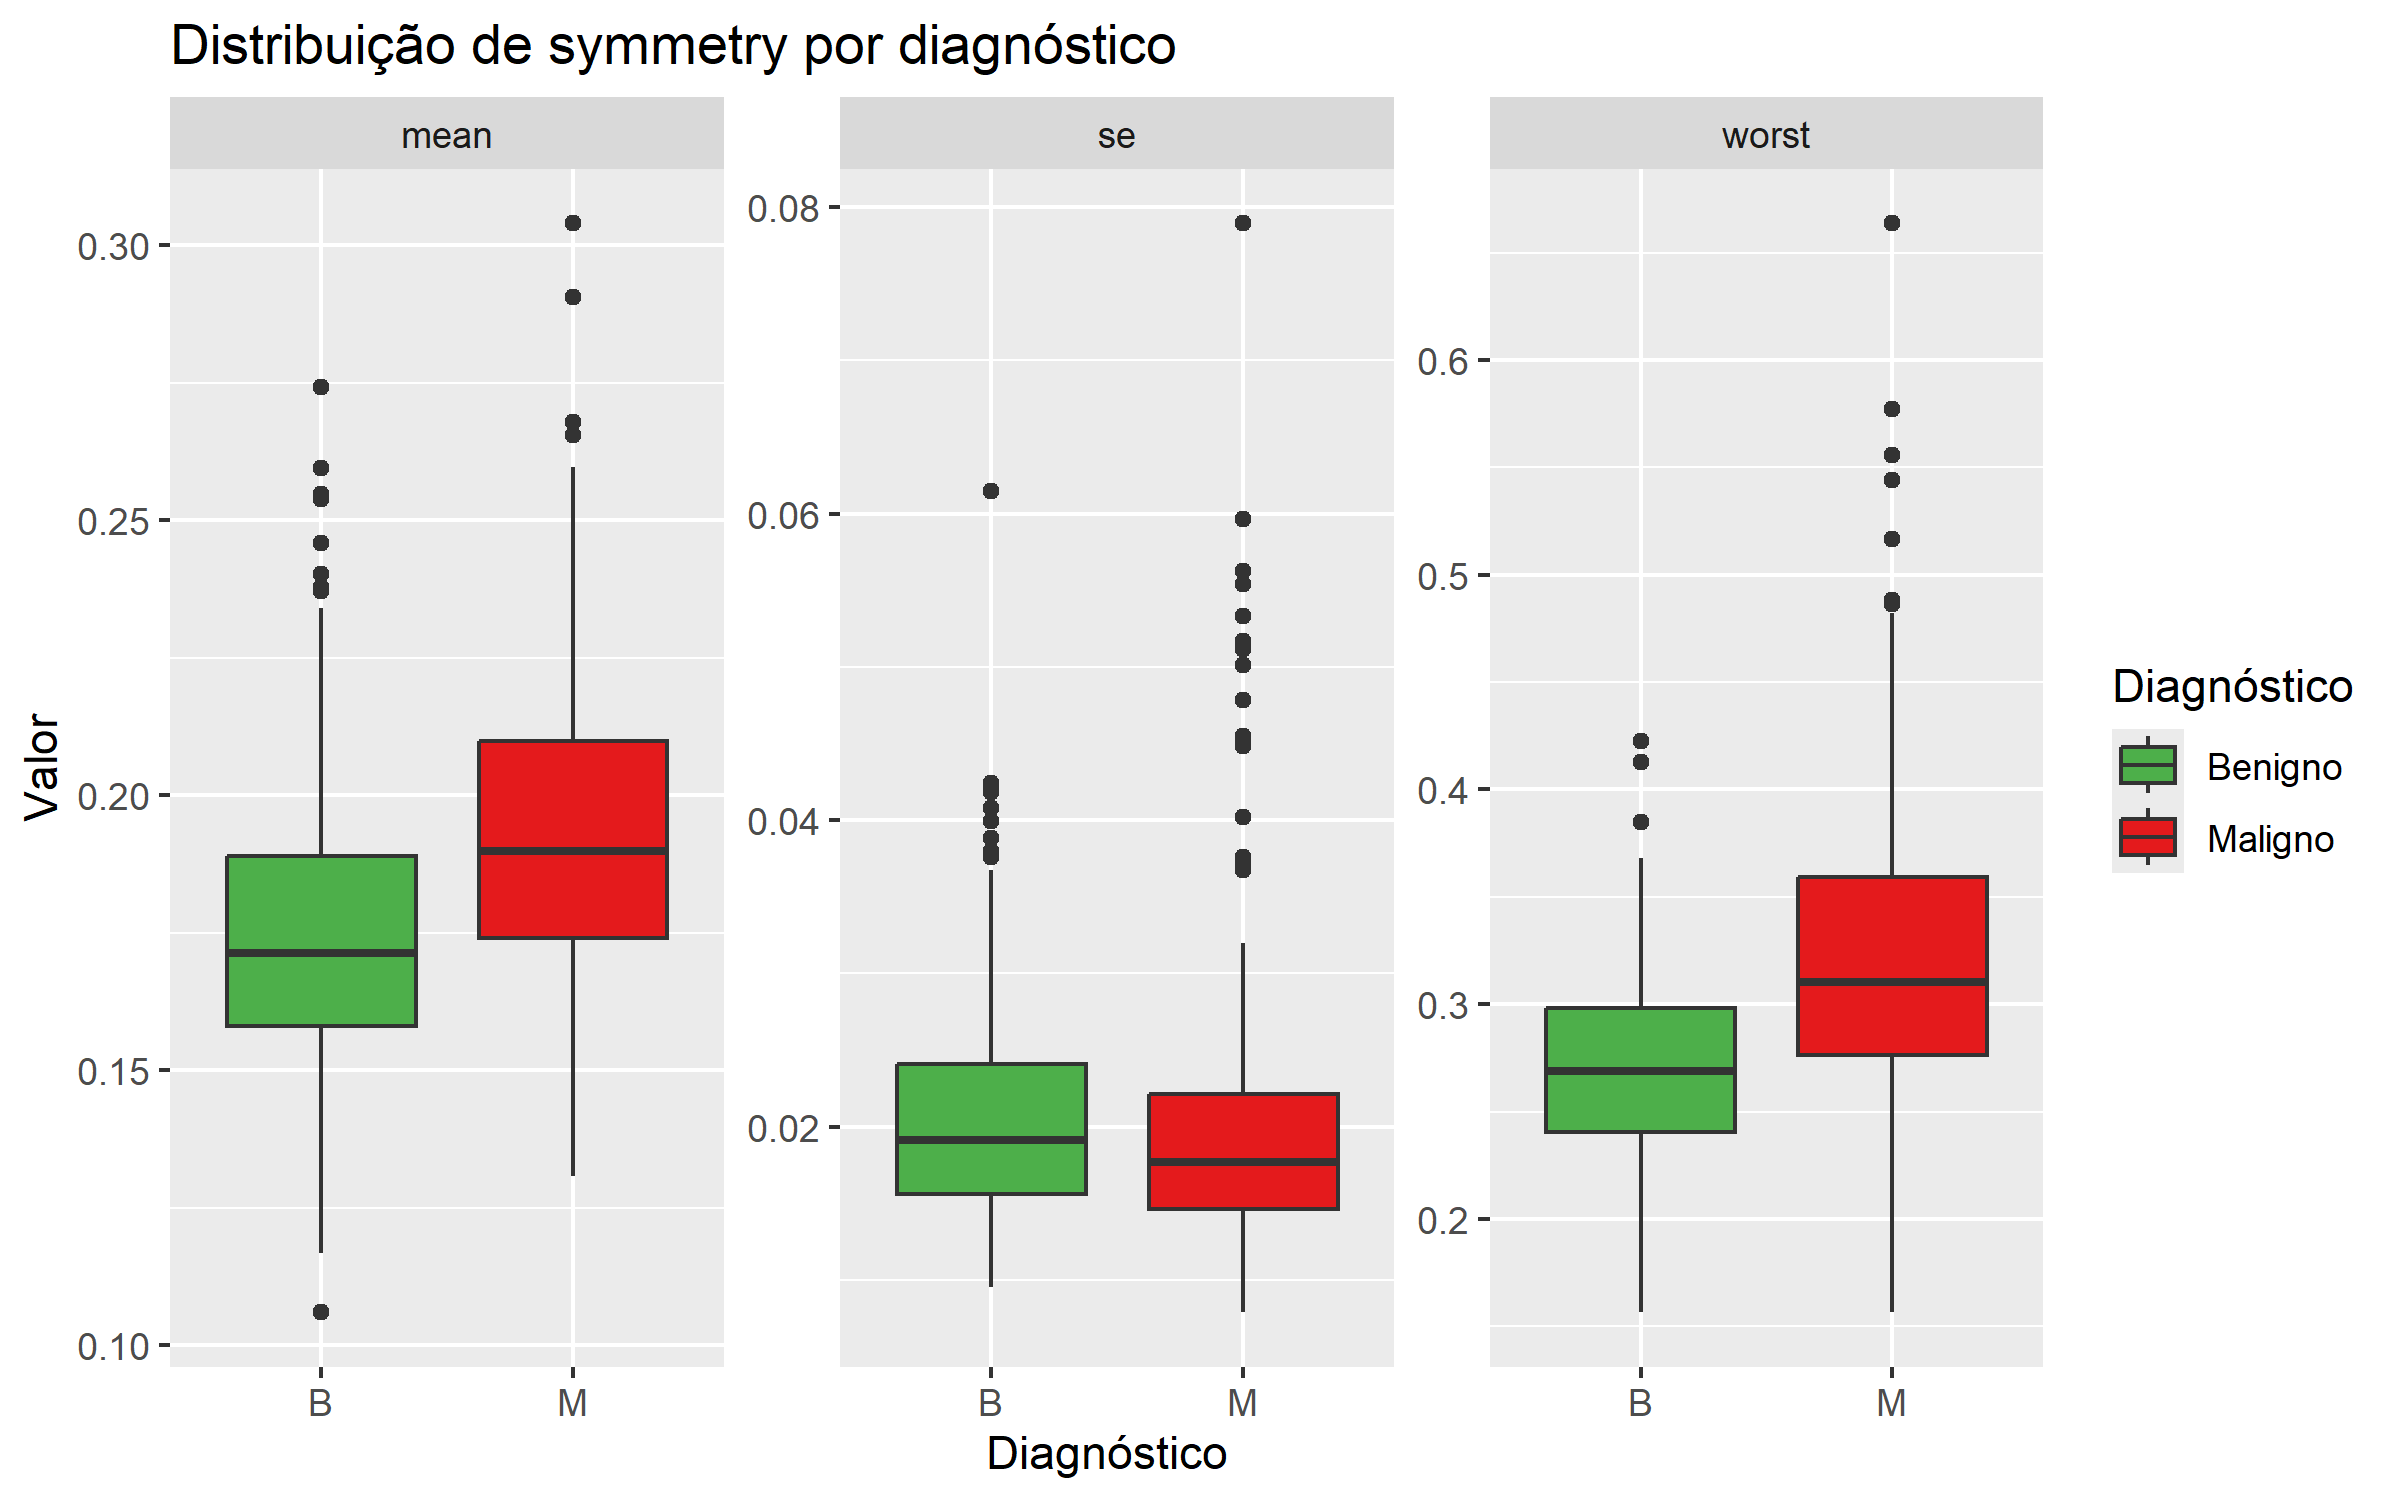 Distribuição de symmetry por diagnóstico
mean
se
worst
Valor
0.30
0.25
0.20
0.15
0.10
0.08
0.06
0.04
0.02
0.6
0.5
0.4
0.3
0.2
B
M
B
M
B
M
Diagnóstico
Diagnóstico
Benigno
Maligno